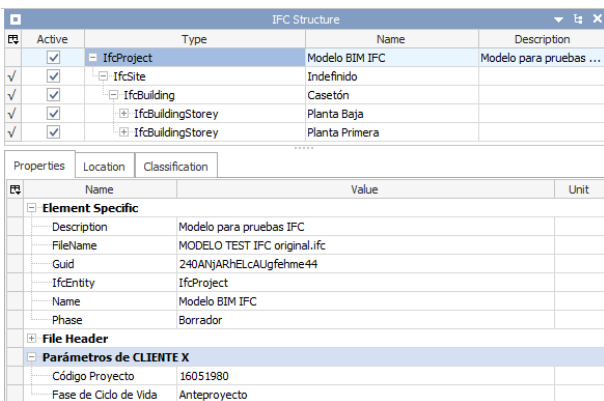 IFC Structure
Active Type Name Description
IfcProject Modelo BIM IFC Modelo para pruebas ...
IfcSite Indefinido
IfcBuilding Casetón
IfcBuildingStorey Planta Baja
IfcBuildingStorey Planta Primera
Properties Location Classification
Name Value Unit
Element Specific
Description Modelo para pruebas IFC
FileName MODELO TEST IFC original.ifc
Guid 240ANjARhELcAUgfehme44
IfcEntity IfcProject
Name Modelo BIM IFC
Phase Borrador
File Header
Parámetros de CLIENTE X
Código Proyecto 16051980
Fase de Ciclo de Vida Anteproyecto